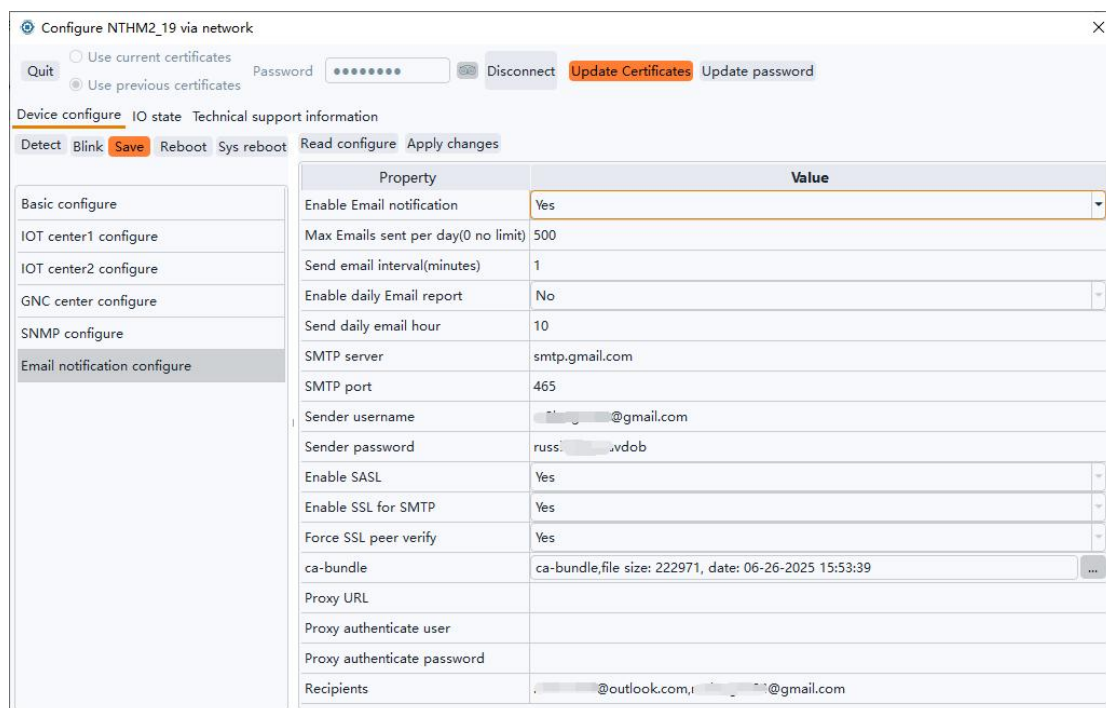 Configure NTHM2_19 via network
Quit
Use current certificates
Use previous certificates
Password
Disconnect
Update Certificates
Update password
Device configure IO state Technical support information
Detect Blink Save Reboot Sys reboot Read configure Apply changes
Property Value
Basic configure
IOT center1 configure
IOT center2 configure
GNC center configure
SNMP configure
Email notification configure
Enable Email notification Yes
Max Emails sent per day(0 no limit) 500
Send email interval(minutes) 1
Enable daily Email report No
Send daily email hour 10
SMTP server smtp.gmail.com
SMTP port 465
Sender username @gmail.com
Sender password
Enable SASL Yes
Enable SSL for SMTP Yes
Force SSL peer verify Yes
ca-bundle ca-bundle,file size: 222971, date: 06-26-2025 15:53:39 ...
Proxy URL
Proxy authenticate user
Proxy authenticate password
Recipients @outlook.com, @gmail.com